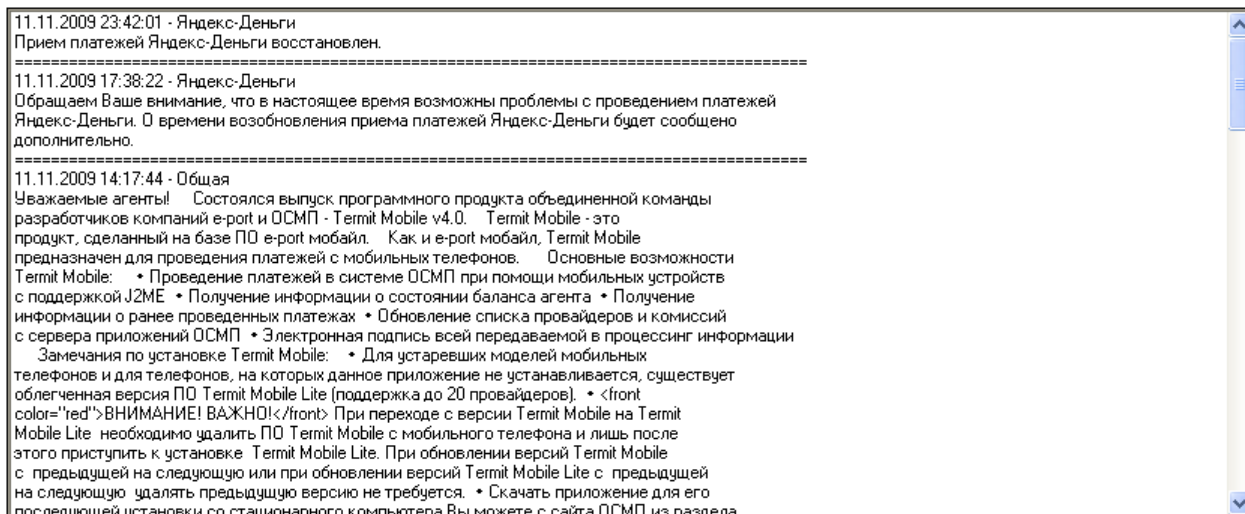 11.11.2009 23:42:01 - Яндекс-Деньги
Прием платежей Яндекс-Деньги восстановлен.
========================================================================================
11.11.2009 17:38:22 - Яндекс-Деньги
Обращаем Ваше внимание, что в настоящее время возможны проблемы с проведением платежей
Яндекс-Деньги. О времени возобновления приема платежей Яндекс-Деньги будет сообщено
дополнительно.
========================================================================================
11.11.2009 14:17:44 - Общая
Уважаемые агенты!    Состоялся выпуск программного продукта объединенной команды
разработчиков компаний e-port и ОСМП - Termit Mobile v4.0.    Termit Mobile - это
продукт, сделанный на базе ПО e-port мобайл.    Как и e-port мобайл, Termit Mobile
предназначен для проведения платежей с мобильных телефонов.      Основные возможности
Termit Mobile:    • Проведение платежей в системе ОСМП при помощи мобильных устройств
с поддержкой J2ME  • Получение информации о состоянии баланса агента  • Получение
информации о ранее проведенных платежах  • Обновление списка провайдеров и комиссий
с сервера приложений ОСМП  • Электронная подпись всей передаваемой в процессинг информации
Замечания по установке Termit Mobile:    • Для устаревших моделей мобильных
телефонов и для телефонов, на которых данное приложение не устанавливается, существует
облегченная версия ПО Termit Mobile Lite (поддержка до 20 провайдеров).  • <front
color="red">ВНИМАНИЕ! ВАЖНО!</front> При переходе с версии Termit Mobile на Termit
Mobile Lite  необходимо удалить ПО Termit Mobile с мобильного телефона и лишь после
этого приступить к установке  Termit Mobile Lite. При обновлении версий Termit Mobile
с  предыдущей на следующую или при обновлении версий Termit Mobile Lite с  предыдущей
на следующую  удалять предыдущую версию не требуется.  • Скачать приложение для его
последующей установки со стационарного компьютера Вы можете с сайта ОСМП из раздела